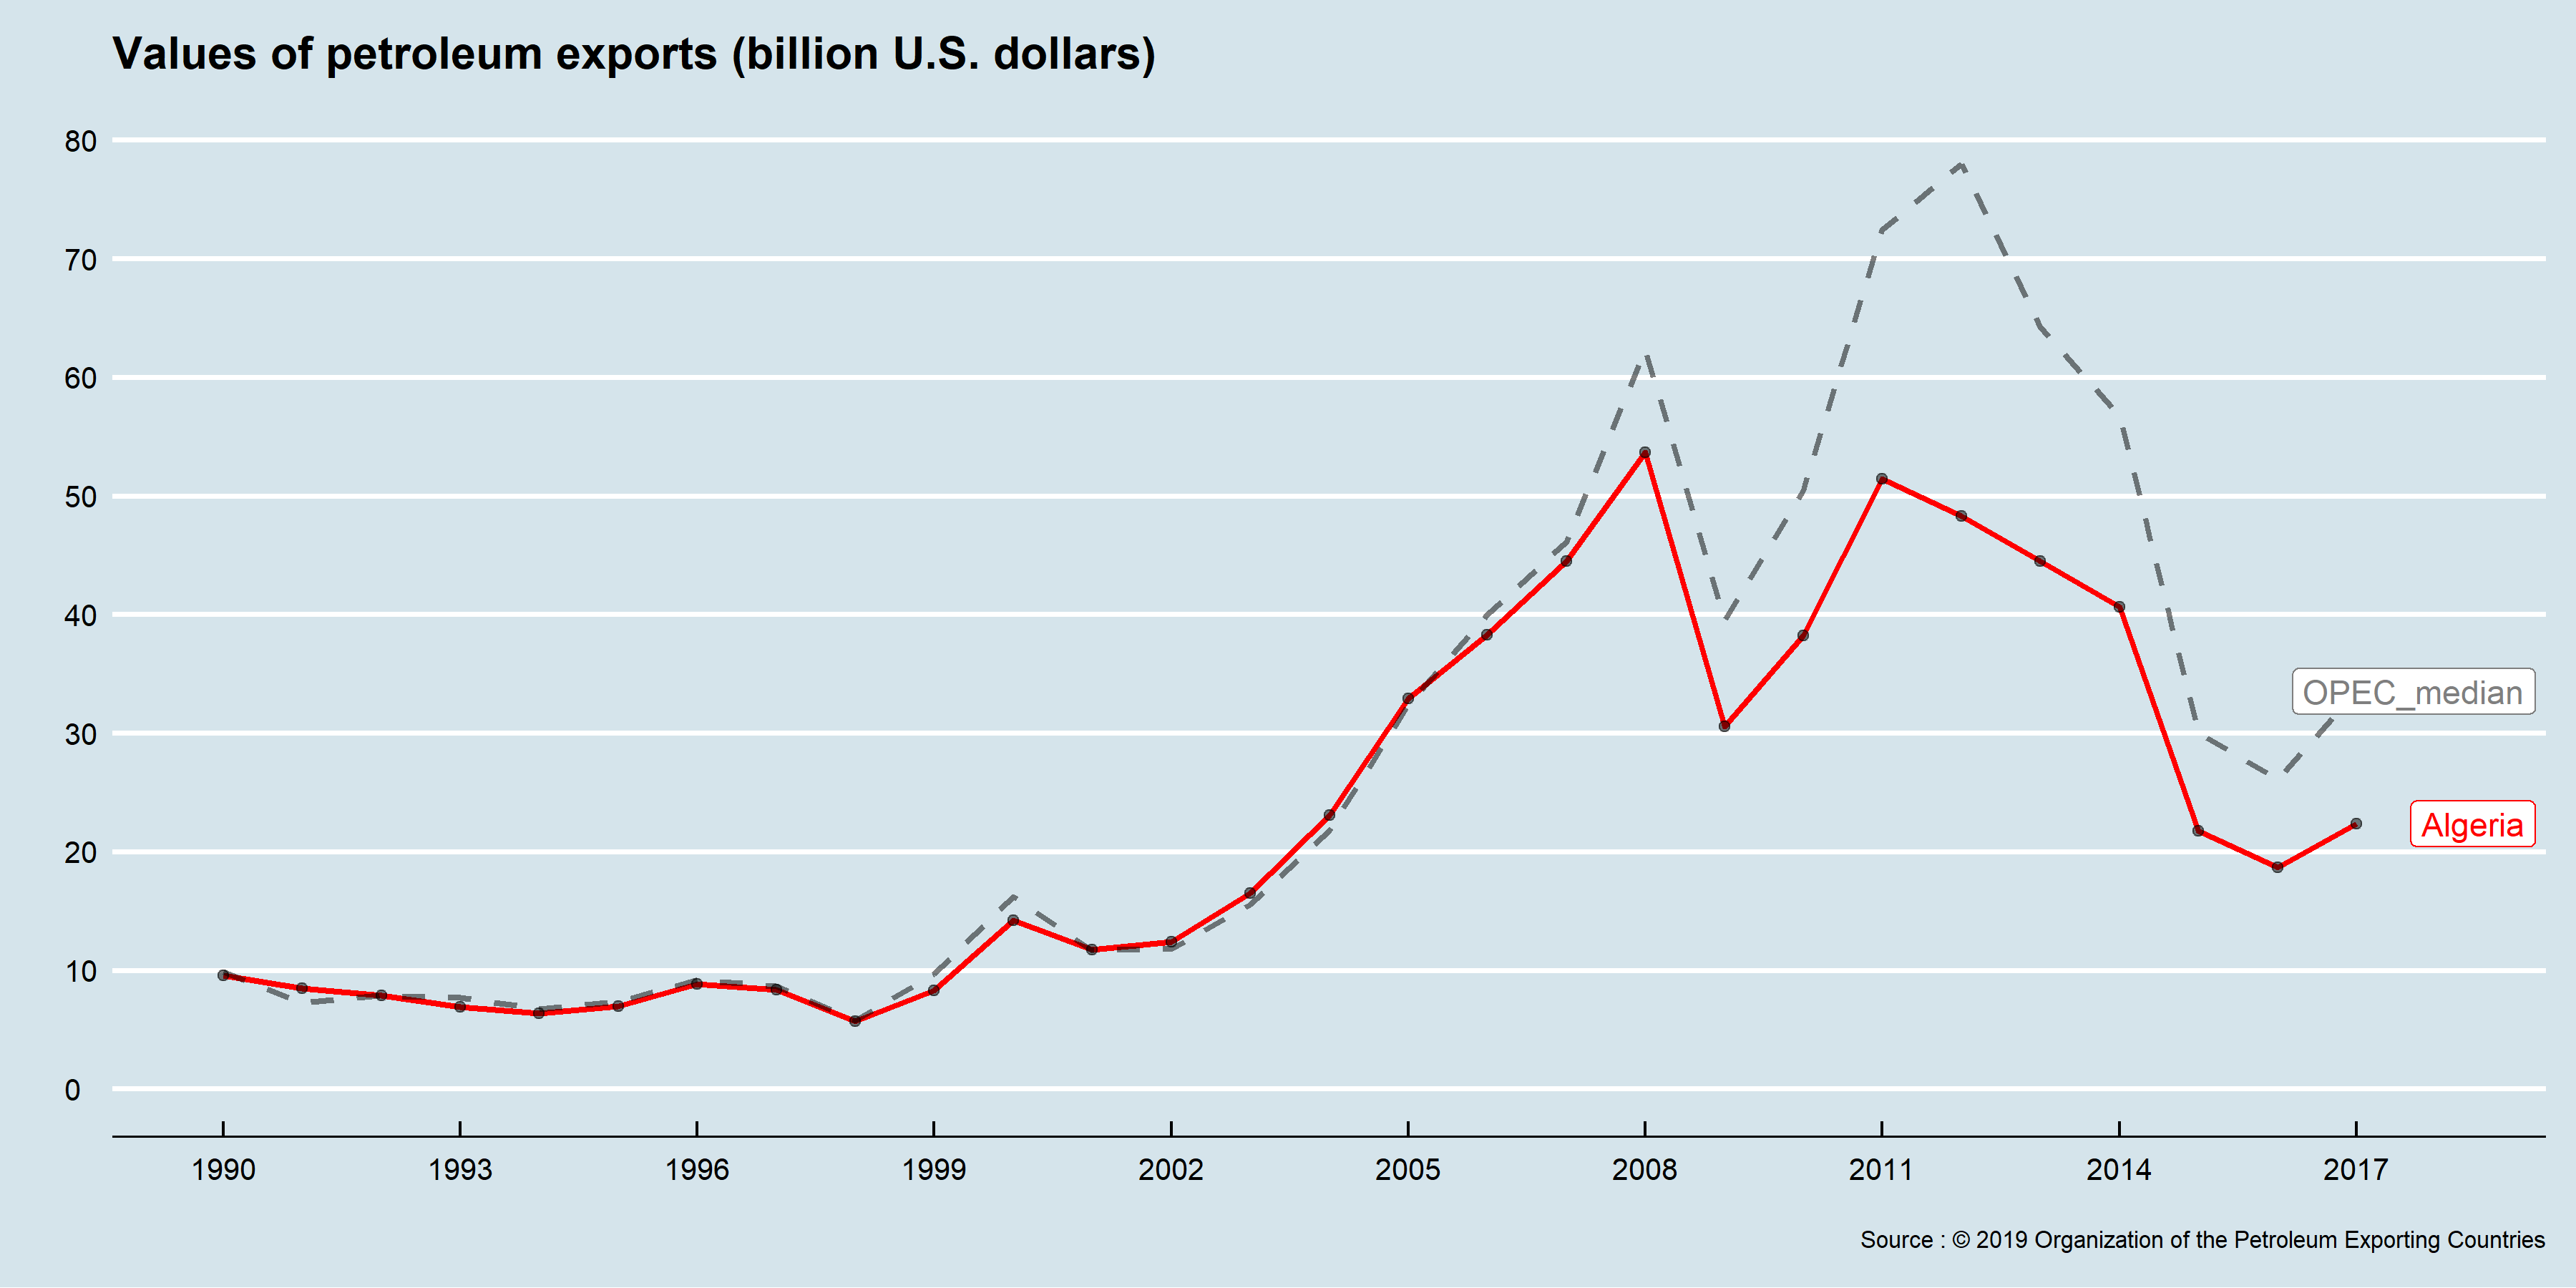 Values of petroleum exports (billion U.S. dollars)
80
70
60
50
40
30
20
10
0
OPEC_median
Algeria
1990 1993 1996 1999 2002 2005 2008 2011 2014 2017
Source : © 2019 Organization of the Petroleum Exporting Countries